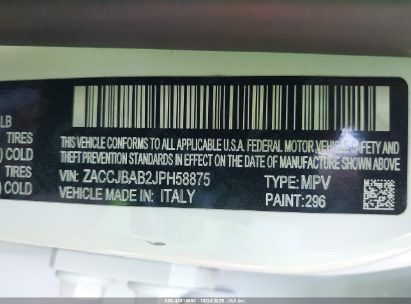 LB
TIRES
) COLD
TIRES
) COLD
THIS VEHICLE CONFORMS TO ALL APPLICABLE U.S.A. FEDERAL MOTOR VEHICLE SAFETY AND
THEFT PREVENTION STANDARDS IN EFFECT ON THE DATE OF MANUFACTURE SHOWN ABOVE
VIN: ZACCJBAB2JPH58875 TYPE: MPV
VEHICLE MADE IN: ITALY PAINT: 296